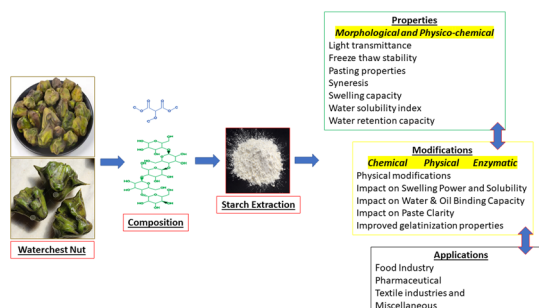 Properties
Morphological and Physico-chemical
Light transmittance
Freeze thaw stability
Pasting properties
Syneresis
Swelling capacity
Water solubility index
Water retention capacity
Waterchest Nut
Composition
Starch Extraction
Modifications
Chemical Physical Enzymatic
Physical modifications
Impact on Swelling Power and Solubility
Impact on Water & Oil Binding Capacity
Impact on Paste Clarity
Improved gelatinization properties
Applications
Food Industry
Pharmaceutical
Textile industries and
Miscellaneous